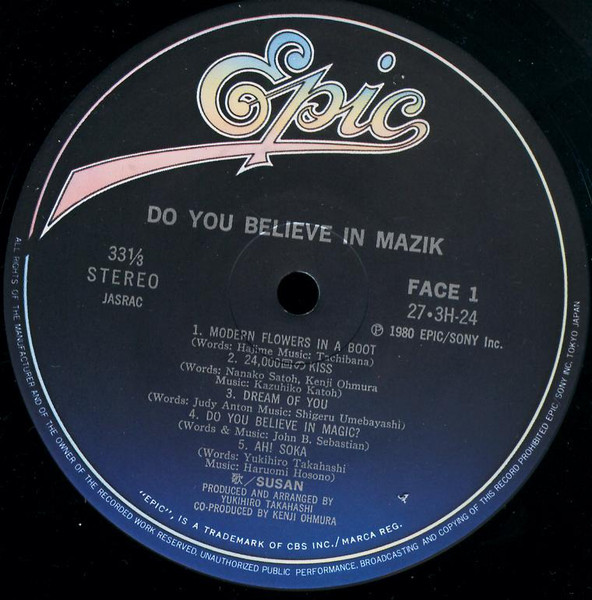 Epic
DO YOU BELIEVE IN MAZIK
33⅓
STEREO
JASRAC
FACE 1
27・3H-24
Ⓟ 1980 EPIC/SONY Inc.
1. MODERN FLOWERS IN A BOOT
(Words: Hajime Music: Tachibana)
2. 24,000回の KISS
(Words: Nanako Satoh, Kenji Ohmura
Music: Kazuhiko Katoh)
3. DREAM OF YOU
(Words: Judy Anton Music: Shigeru Umebayashi)
4. DO YOU BELIEVE IN MAGIC?
(Words & Music: John B. Sebastian)
5. AH! SOKA
(Words: Yukihiro Takahashi
Music: Haruomi Hosono)
歌/SUSAN
PRODUCED AND ARRANGED BY
YUKIHIRO TAKAHASHI
CO-PRODUCED BY KENJI OHMURA
"EPIC", IS A TRADEMARK OF CBS INC./MARCA REG.
ALL RIGHTS OF THE MANUFACTURER AND OF THE OWNER OF THE RECORDED WORK RESERVED. UNAUTHORIZED PUBLIC PERFORMANCE, BROADCASTING AND COPYING OF THIS RECORD PROHIBITED EPIC/SONY INC. TOKYO JAPAN